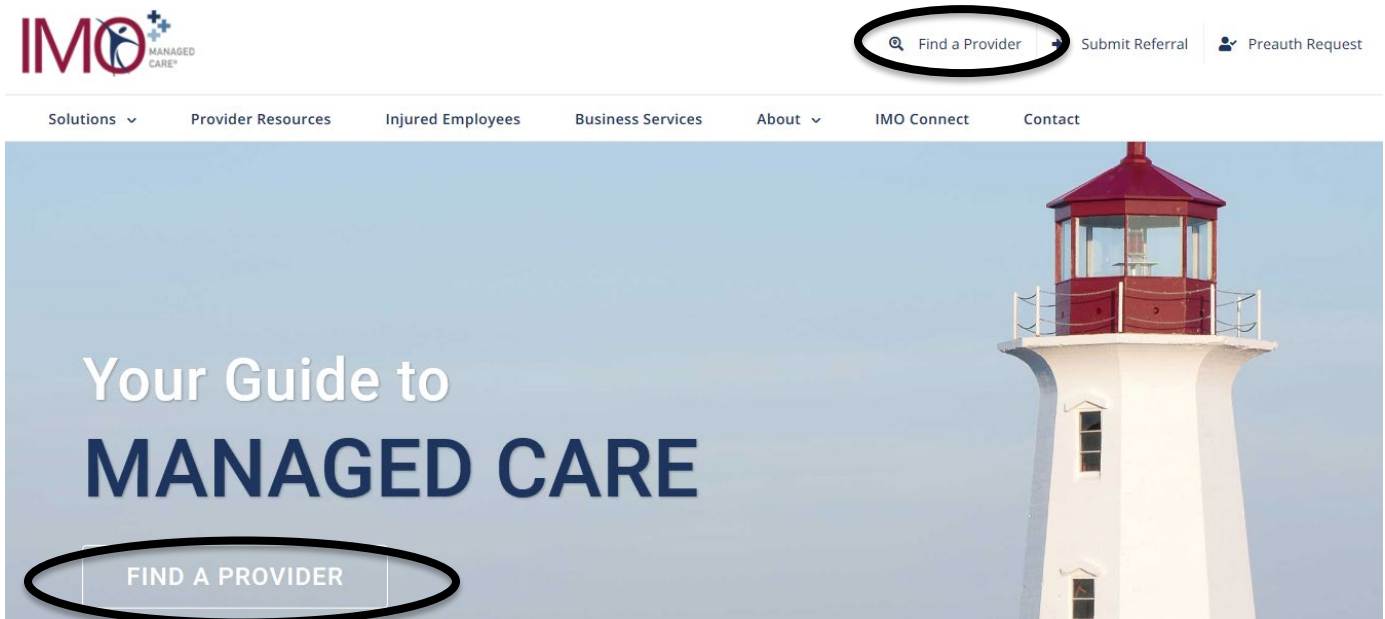 IMO
MANAGED
CARE®
Find a Provider Submit Referral Preauth Request
Solutions Provider Resources Injured Employees Business Services About IMO Connect Contact
Your Guide to
MANAGED CARE
FIND A PROVIDER